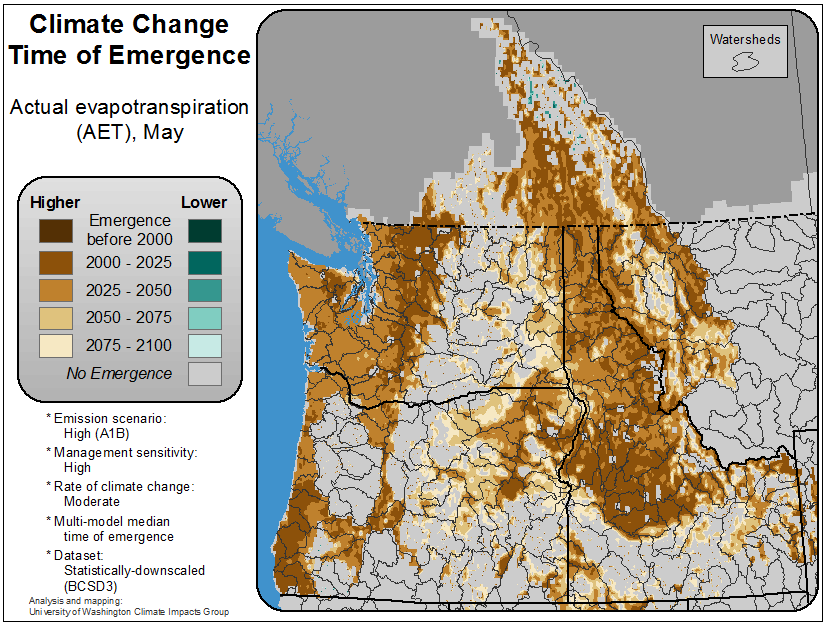 Climate Change
Time of Emergence
Actual evapotranspiration
(AET), May
Higher
Lower
Emergence
before 2000
2000 - 2025
2025 - 2050
2050 - 2075
2075 - 2100
No Emergence
* Emission scenario:
High (A1B)
* Management sensitivity:
High
* Rate of climate change:
Moderate
* Multi-model median
time of emergence
* Dataset:
Statistically-downscaled
(BCSD3)
Analysis and mapping:
University of Washington Climate Impacts Group
Watersheds